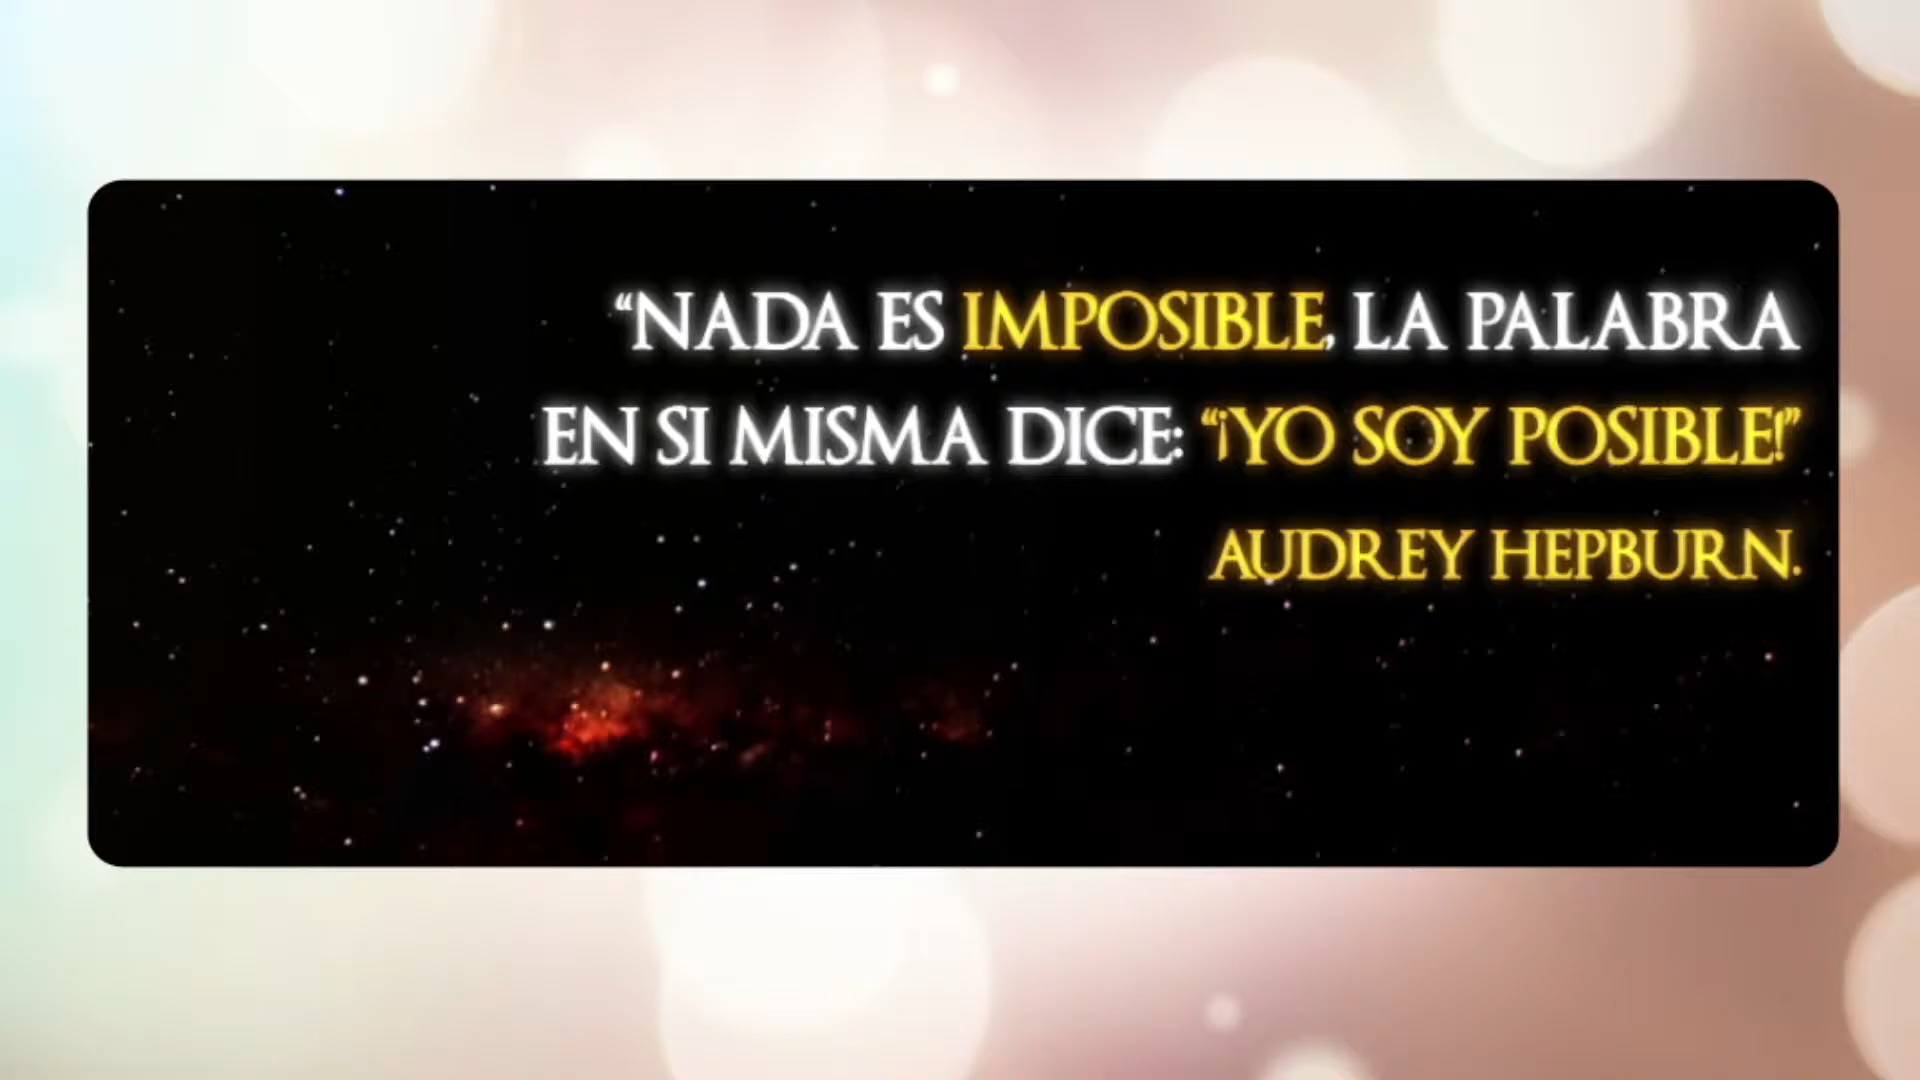 “NADA ES IMPOSIBLE, LA PALABRA
EN SI MISMA DICE: “¡YO SOY POSIBLE!”
AUDREY HEPBURN.